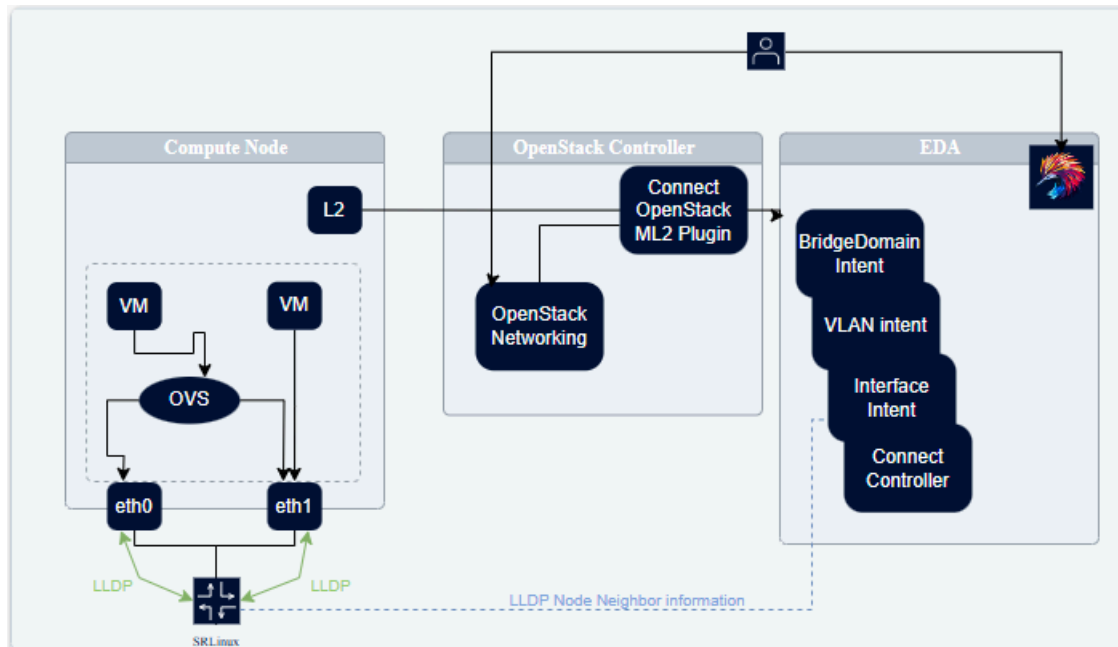 Compute Node
OpenStack Controller
EDA
L2
Connect
OpenStack
ML2 Plugin
BridgeDomain
Intent
VM
VM
OpenStack
Networking
VLAN intent
OVS
Interface
Intent
Connect
Controller
eth0
eth1
LLDP
LLDP
LLDP Node Neighbor information
SRLinux